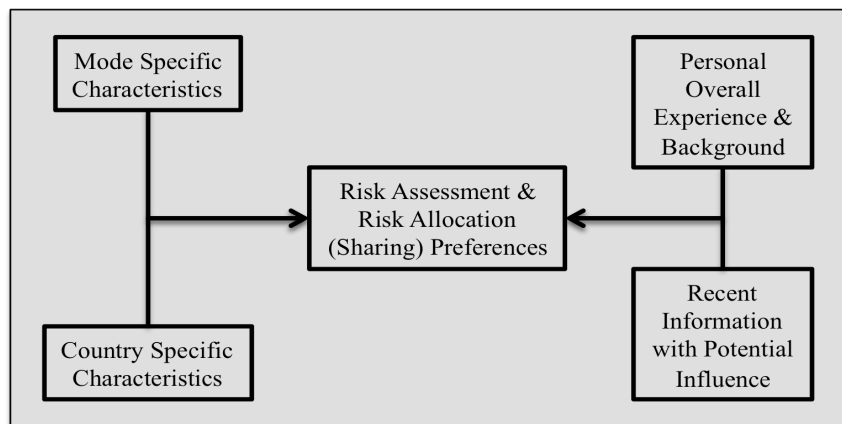 Mode Specific
Characteristics
Personal
Overall
Experience &
Background
Risk Assessment &
Risk Allocation
(Sharing) Preferences
Country Specific
Characteristics
Recent
Information
with Potential
Influence